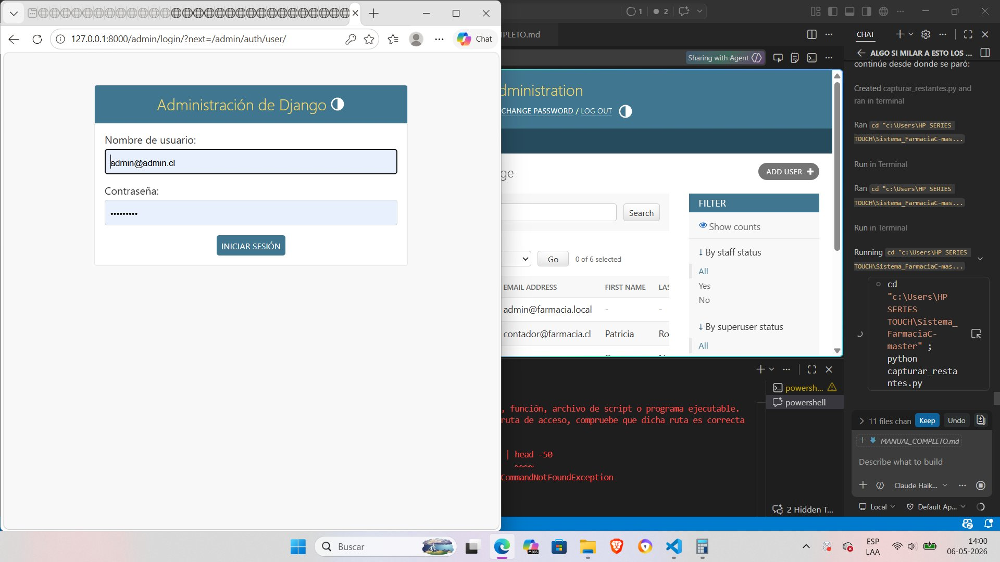 127.0.0.1:8000/admin/login/?next=/admin/auth/user/
Chat
Administración de Django
Nombre de usuario:
admin@admin.cl
Contraseña:
•••••••••
INICIAR SESIÓN
1
2
PLETO.md
Sharing with Agent
dministration
CHANGE PASSWORD / LOG OUT
ge
ADD USER
Search
Go
0 of 6 selected
EMAIL ADDRESS FIRST NAME LAS
admin@farmacia.local - -
contador@farmacia.cl Patricia Ro
FILTER
Show counts
↓ By staff status
All
Yes
No
↓ By superuser status
All
powersh...
powershell
2 Hidden T...
, función, archivo de script o programa ejecutable.
ruta de acceso, compruebe que dicha ruta es correcta
| head -50
~~~~
CommandNotFoundException
CHAT
ALGO SI MILAR A ESTO LOS ...
continúe desde donde se paró:
Created capturar_restantes.py and
ran in terminal
Ran cd "c:\Users\HP SERIES
TOUCH\Sistema_FarmaciaC-mas...
Run in Terminal
Ran cd "c:\Users\HP SERIES
TOUCH\Sistema_FarmaciaC-mas...
Run in Terminal
Running cd "c:\Users\HP SERIES
TOUCH\Sistema_FarmaciaC-mas...
cd
"c:\Users\HP
SERIES
TOUCH\Sistema_
FarmaciaC-
master" ;
python
capturar_resta
ntes.py
11 files chan
Keep
Undo
MANUAL_COMPLETO.md
Describe what to build
Claude Haik...
Local
Default Ap...
Buscar
M365
ESP
LAA
14:00
06-05-2026